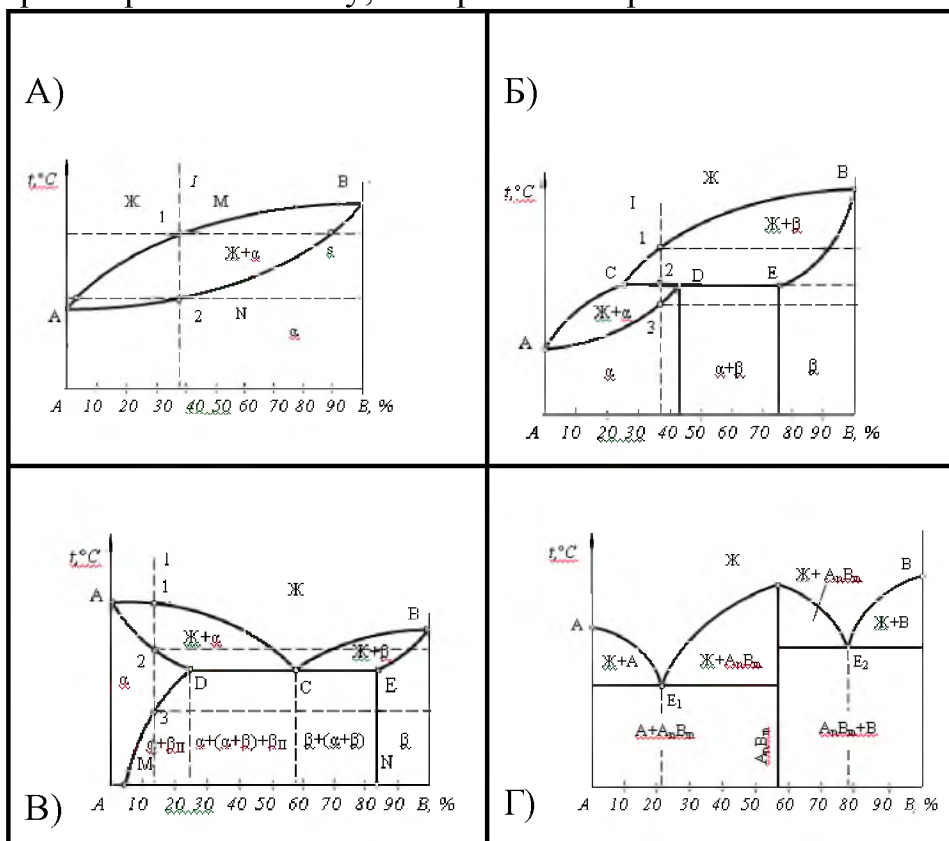 А)
t,°C
I
Ж
М
В
1
Ж+α
s
А
2
N
α
А 10 20 30 40 50 60 70 80 90 В, %
Б)
t,°C
Ж
В
I
1
Ж+β
С
2
D
Е
Ж+α
3
А
α
α+β
β
А 10 20 30 40 50 60 70 80 90 В, %
В)
t,°C
1
1
Ж
А
В
Ж+α
Ж+β
2
α
D
С
Е
3
α+βII
α+(α+β)+βII
β+(α+β)
β
М
N
А 10 20 30 40 50 60 70 80 90 В, %
Г)
t,°C
Ж
Ж+AnBm
В
А
Ж+В
Ж+А
Ж+AnBm
E2
E1
А+AnBm
AnBm
AnBm+В
А 10 20 30 40 50 60 70 80 90 В, %